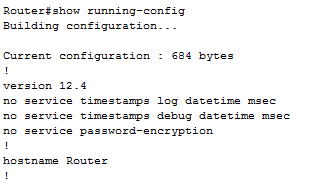 Router#show running-config
Building configuration...
Current configuration : 684 bytes
!
version 12.4
no service timestamps log datetime msec
no service timestamps debug datetime msec
no service password-encryption
!
hostname Router
!